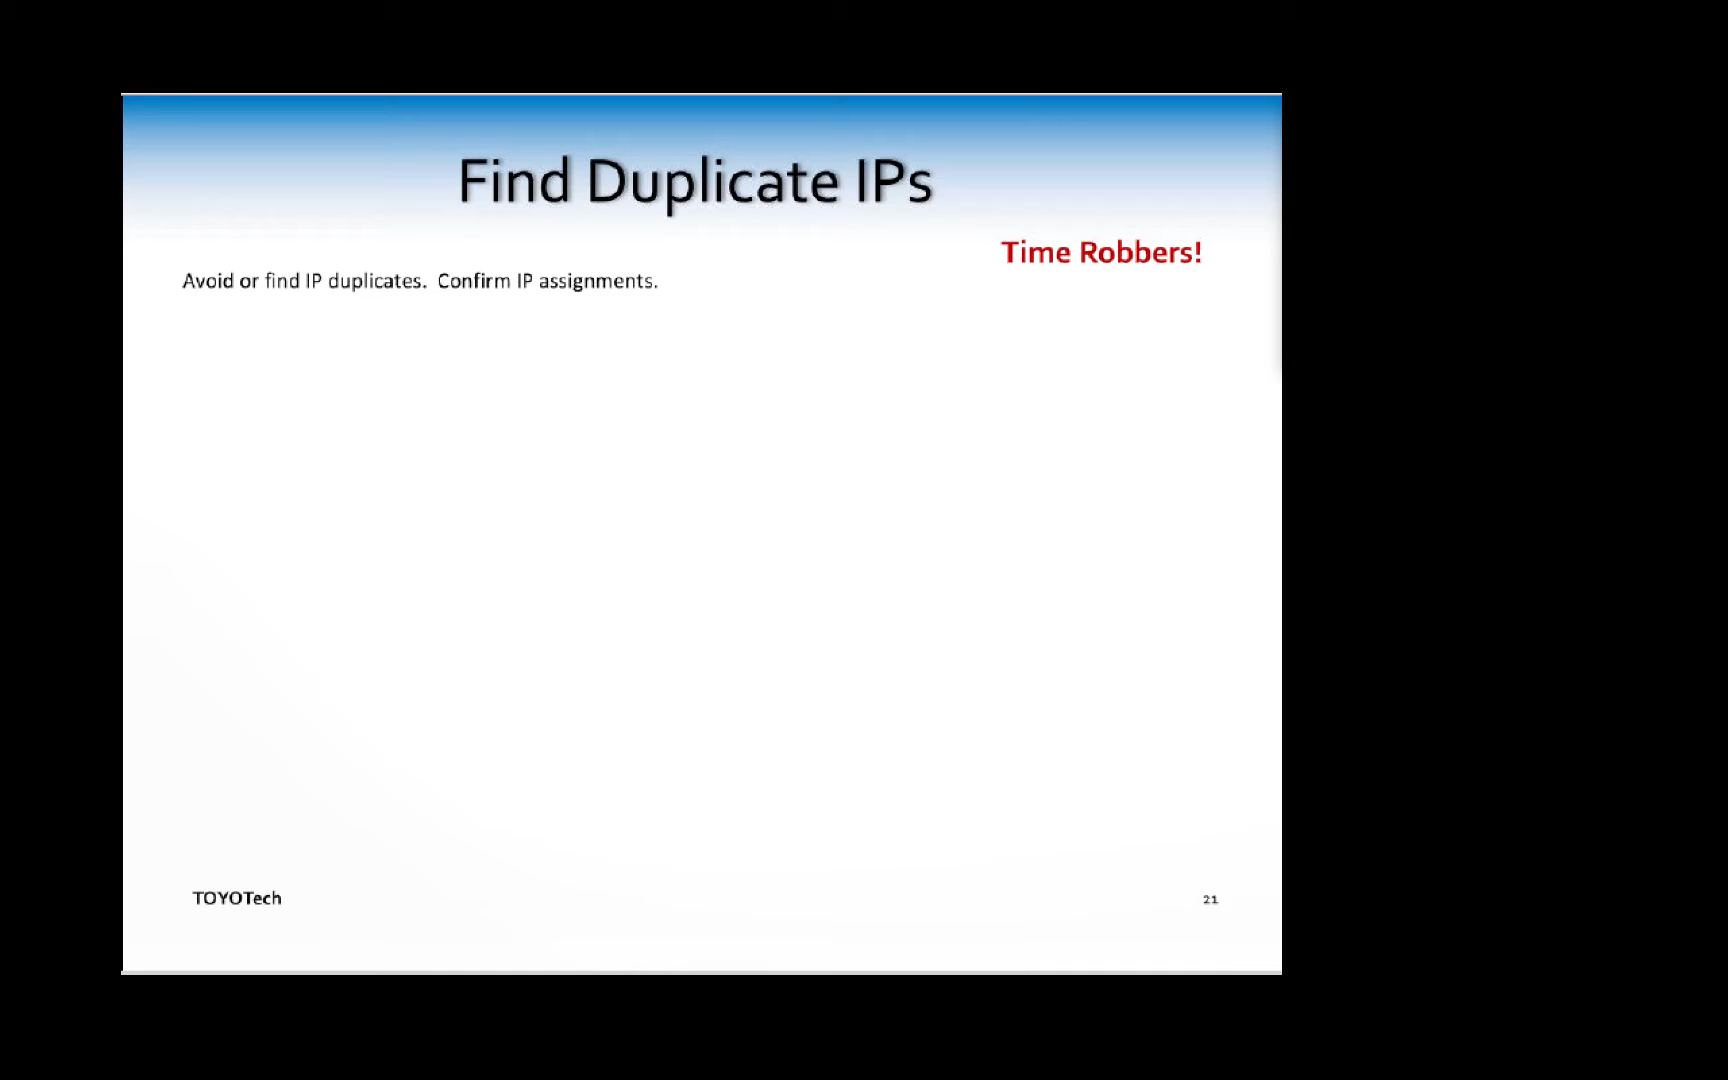 Find Duplicate IPs
Time Robbers!
Avoid or find IP duplicates.  Confirm IP assignments.
TOYOTech
21